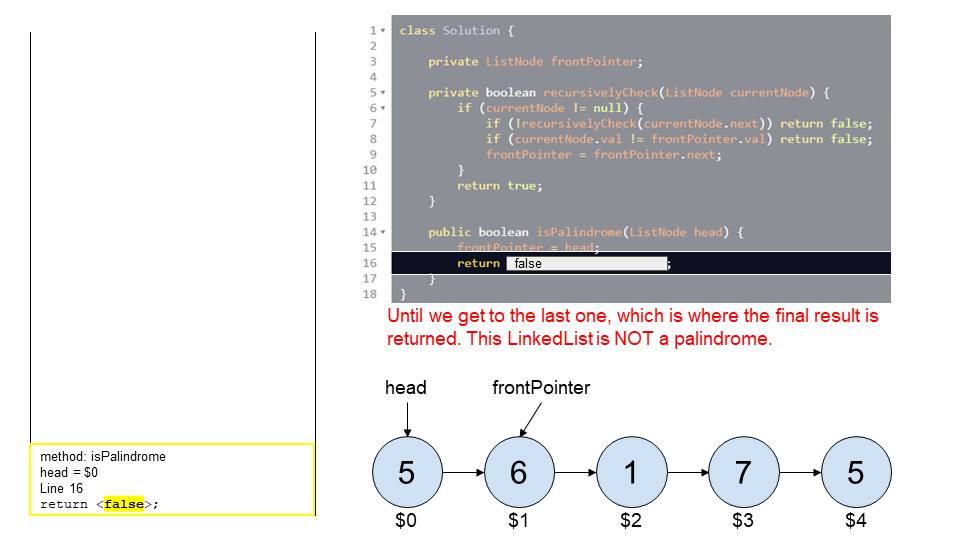 1 class Solution {
2
3 private ListNode frontPointer;
4
5 private boolean recursivelyCheck(ListNode currentNode) {
6 if (currentNode != null) {
7 if (!recursivelyCheck(currentNode.next)) return false;
8 if (currentNode.val != frontPointer.val) return false;
9 frontPointer = frontPointer.next;
10 }
11 return true;
12 }
13
14 public boolean isPalindrome(ListNode head) {
15 frontPointer = head;
16 return false ;
17 }
18 }
Until we get to the last one, which is where the final result is
returned. This LinkedList is NOT a palindrome.
head frontPointer
5 6 1 7 5
$0 $1 $2 $3 $4
method: isPalindrome
head = $0
Line 16
return <false>;